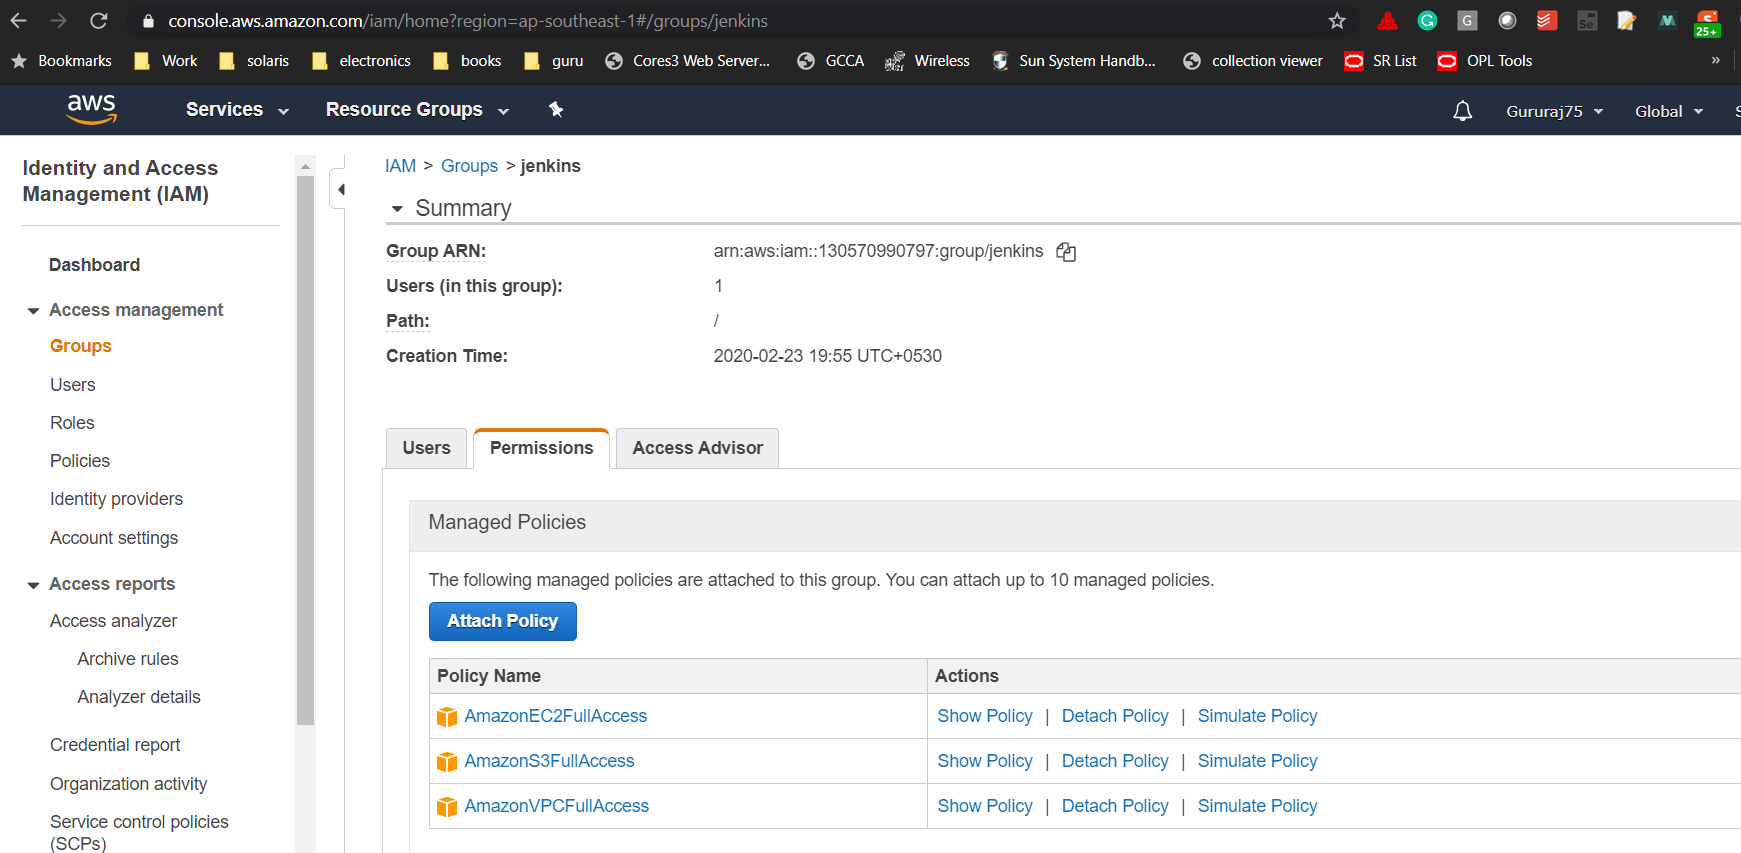 console.aws.amazon.com/iam/home?region=ap-southeast-1#/groups/jenkins
G
Se
M
S
25+
Bookmarks Work solaris electronics books guru Cores3 Web Server... GCCA Wireless Sun System Handb... collection viewer SR List OPL Tools »
aws Services Resource Groups Gururaj75 Global
Identity and Access
Management (IAM)
Dashboard
Access management
Groups
Users
Roles
Policies
Identity providers
Account settings
Access reports
Access analyzer
Archive rules
Analyzer details
Credential report
Organization activity
Service control policies
(SCPs)
IAM > Groups > jenkins
Summary
Group ARN: arn:aws:iam::130570990797:group/jenkins
Users (in this group): 1
Path: /
Creation Time: 2020-02-23 19:55 UTC+0530
Users Permissions Access Advisor
Managed Policies
The following managed policies are attached to this group. You can attach up to 10 managed policies.
Attach Policy
Policy Name Actions
AmazonEC2FullAccess Show Policy | Detach Policy | Simulate Policy
AmazonS3FullAccess Show Policy | Detach Policy | Simulate Policy
AmazonVPCFullAccess Show Policy | Detach Policy | Simulate Policy